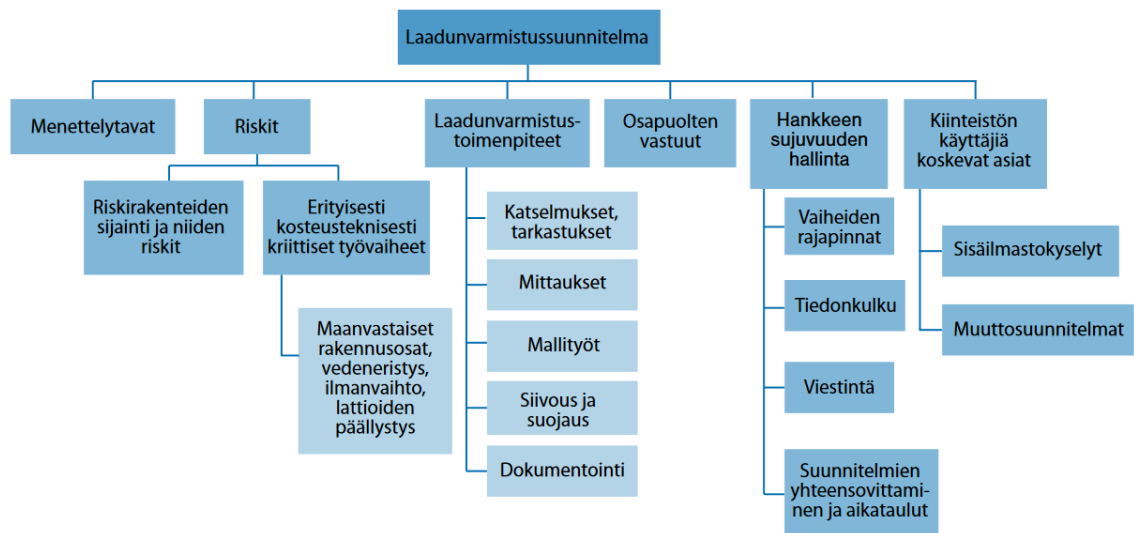 Laadunvarmistussuunnitelma
Menettelytavat
Riskit
Laadunvarmistus-
toimenpiteet
Osapuolten
vastuut
Hankkeen
sujuvuuden
hallinta
Kiinteistön
käyttäjiä
koskevat asiat
Riskirakenteiden
sijainti ja niiden
riskit
Erityisesti
kosteusteknisesti
kriittiset työvaiheet
Maanvastaiset
rakennusosat,
vedeneristys,
ilmanvaihto,
lattioiden
päällystys
Katselmukset,
tarkastukset
Mittaukset
Mallityöt
Siivous ja
suojaus
Dokumentointi
Vaiheiden
rajapinnat
Tiedonkulku
Viestintä
Suunnitelmien
yhteensovittami-
nen ja aikataulut
Sisäilmastokyselyt
Muuttosuunnitelmat